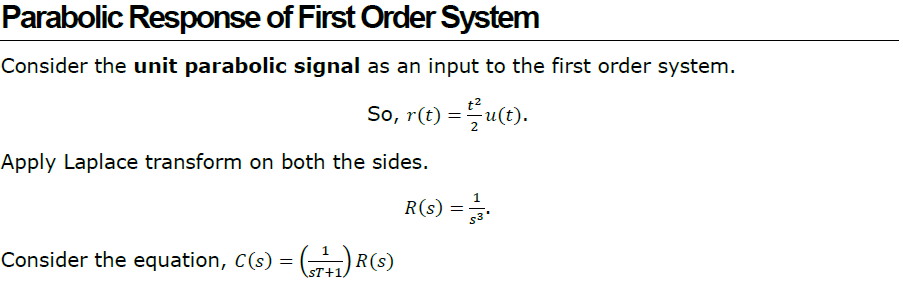 Parabolic Response of First Order System
Consider the unit parabolic signal as an input to the first order system.
So, r(t) = t²/2 u(t).
Apply Laplace transform on both the sides.
R(s) = 1/s³.
Consider the equation, C(s) = (1/(sT+1)) R(s)